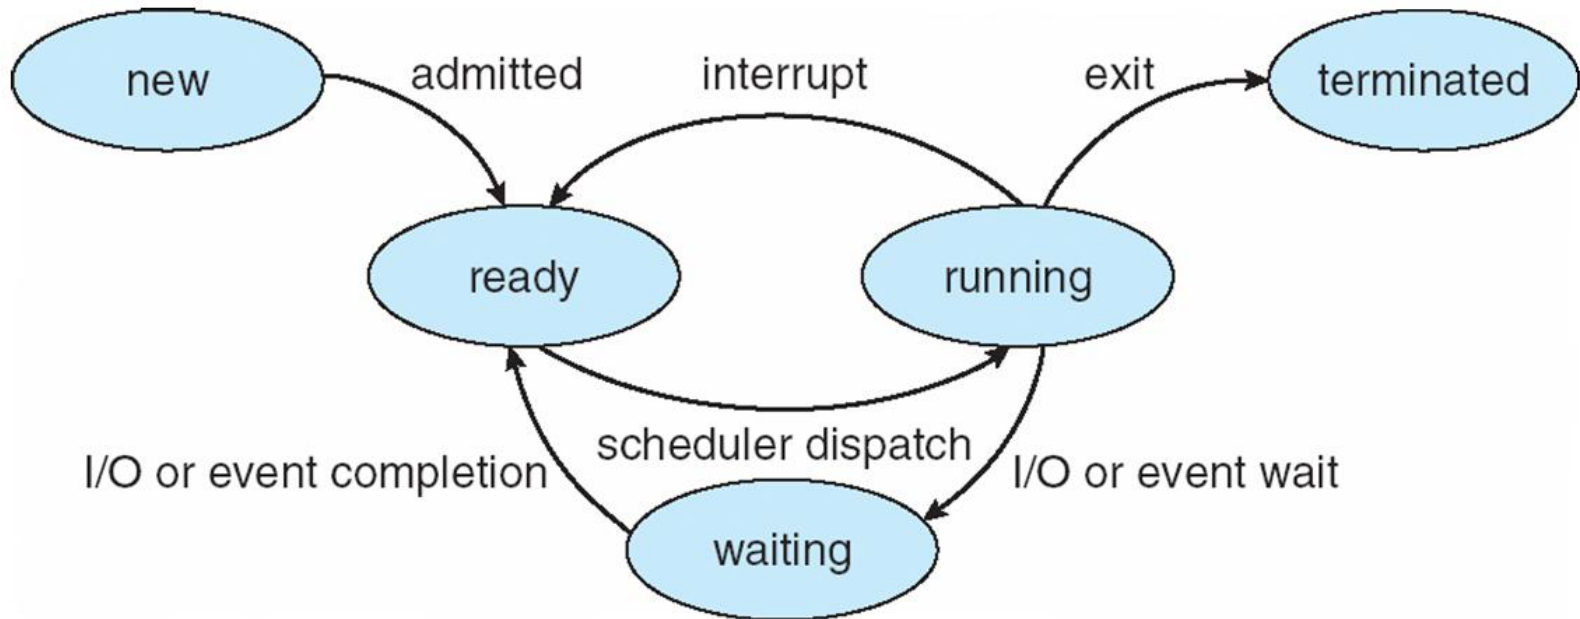 new
admitted
interrupt
exit
terminated
ready
running
scheduler dispatch
I/O or event completion
I/O or event wait
waiting